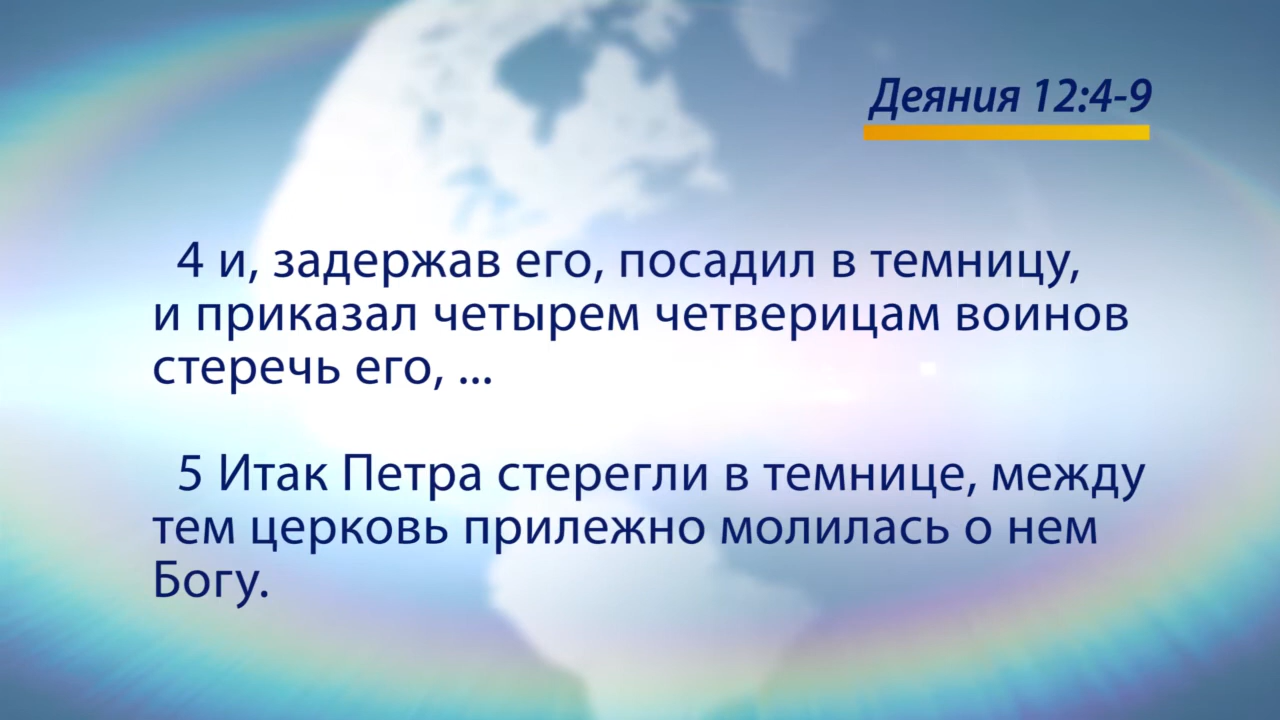 Деяния 12:4-9
4 и, задержав его, посадил в темницу,
и приказал четырем четверицам воинов
стеречь его, ...
5 Итак Петра стерегли в темнице, между
тем церковь прилежно молилась о нем
Богу.